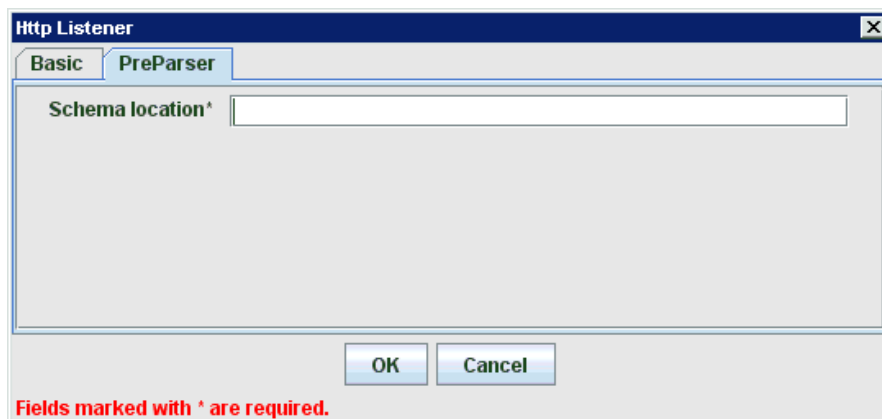 Http Listener
Basic PreParser
Schema location*
OK Cancel
Fields marked with * are required.